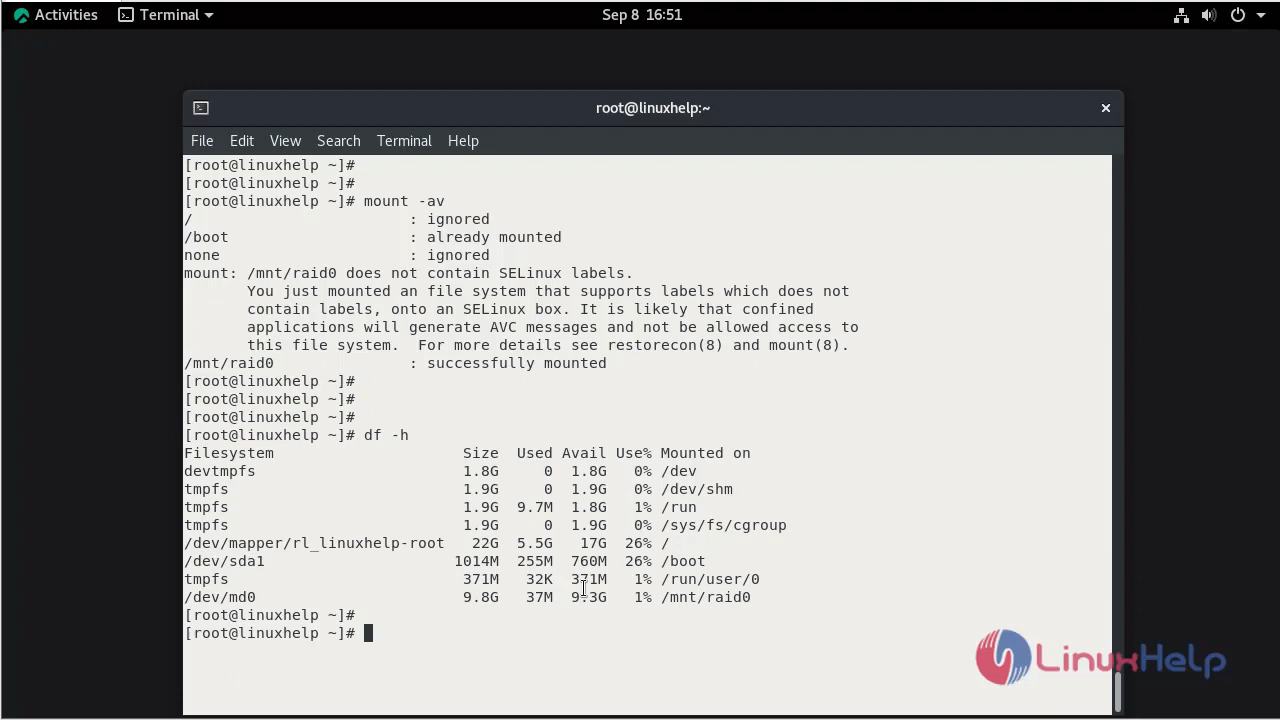 Activities Terminal Sep 8 16:51
root@linuxhelp:~
File Edit View Search Terminal Help
[root@linuxhelp ~]#
[root@linuxhelp ~]#
[root@linuxhelp ~]# mount -av
/                        : ignored
/boot                    : already mounted
none                     : ignored
mount: /mnt/raid0 does not contain SELinux labels.
       You just mounted an file system that supports labels which does not
       contain labels, onto an SELinux box. It is likely that confined
       applications will generate AVC messages and not be allowed access to
       this file system.  For more details see restorecon(8) and mount(8).
/mnt/raid0               : successfully mounted
[root@linuxhelp ~]#
[root@linuxhelp ~]#
[root@linuxhelp ~]#
[root@linuxhelp ~]# df -h
Filesystem                     Size  Used Avail Use% Mounted on
devtmpfs                       1.8G     0  1.8G   0% /dev
tmpfs                          1.9G     0  1.9G   0% /dev/shm
tmpfs                          1.9G  9.7M  1.8G   1% /run
tmpfs                          1.9G     0  1.9G   0% /sys/fs/cgroup
/dev/mapper/rl_linuxhelp-root   22G  5.5G   17G  26% /
/dev/sda1                     1014M  255M  760M  26% /boot
tmpfs                          371M   32K  371M   1% /run/user/0
/dev/md0                       9.8G   37M  9.3G   1% /mnt/raid0
[root@linuxhelp ~]#
[root@linuxhelp ~]#
LinuxHelp